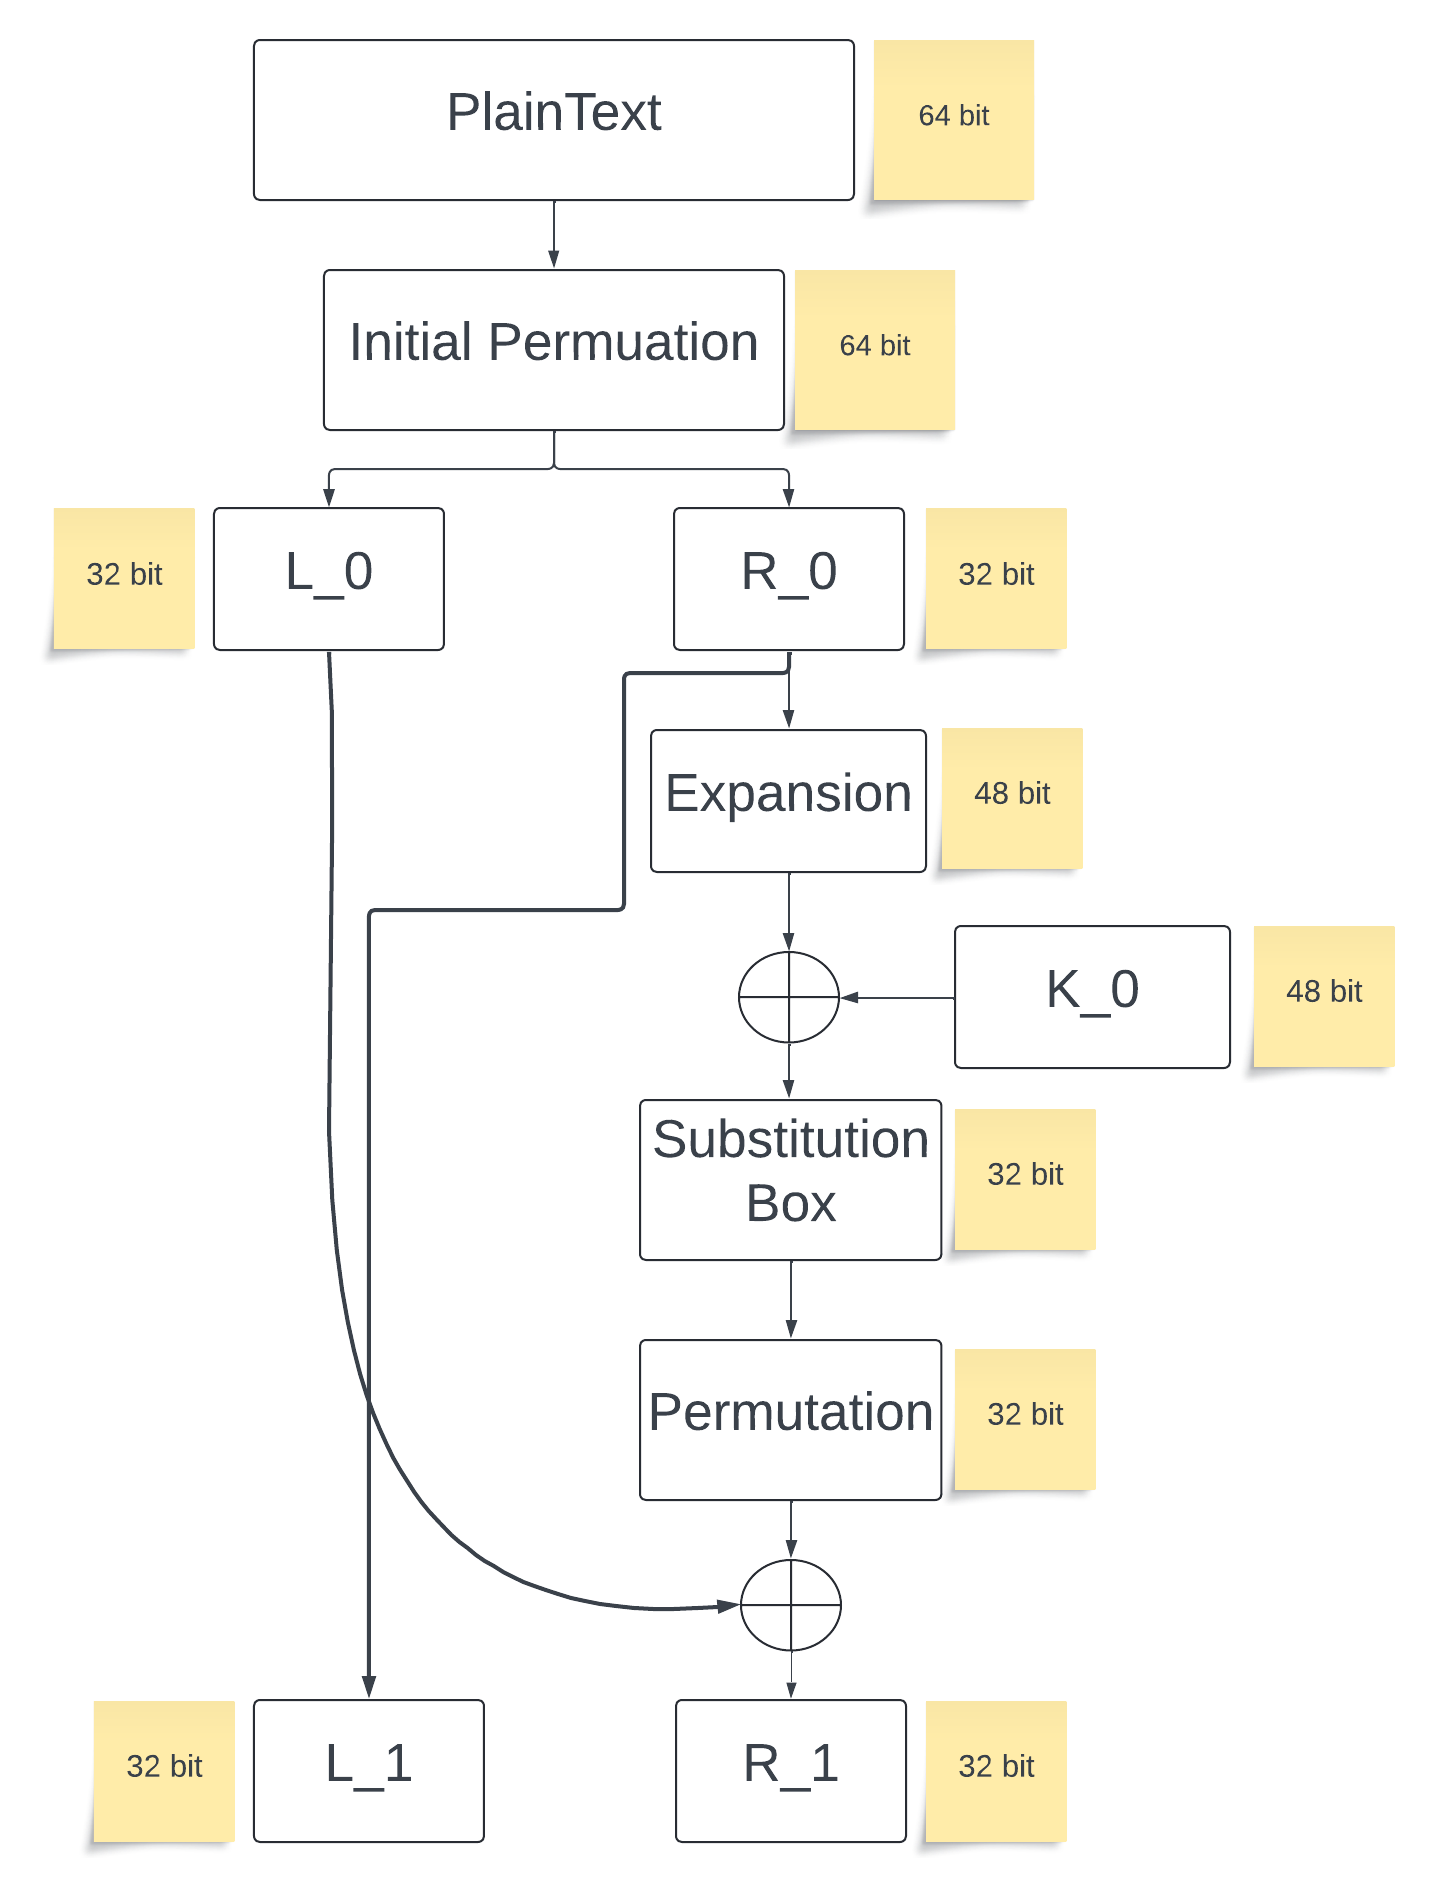 PlainText
64 bit
Initial Permuation
64 bit
32 bit
L_0
R_0
32 bit
Expansion
48 bit
K_0
48 bit
Substitution
Box
32 bit
Permutation
32 bit
32 bit
L_1
R_1
32 bit